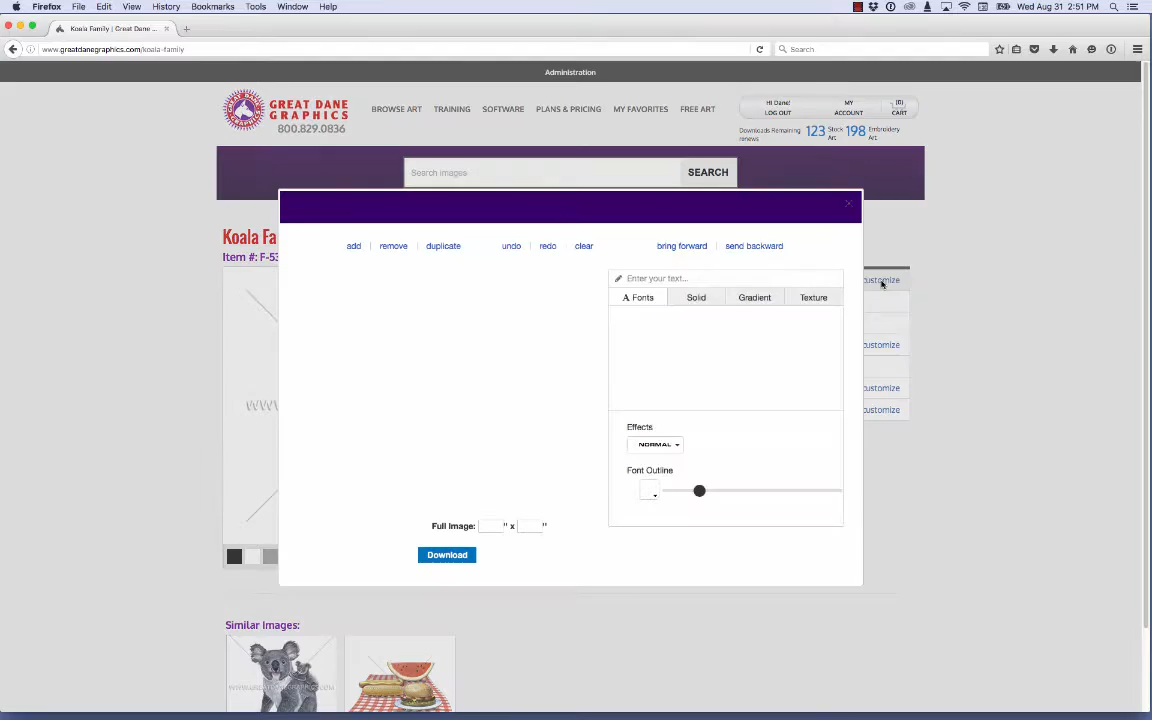 Firefox File Edit View History Bookmarks Tools Window Help Wed Aug 31 2:51 PM
Koala Family | Great Dane ...
www.greatdanegraphics.com/koala-family Search
Administration
GREAT DANE
GRAPHICS
800.829.0836
BROWSE ART TRAINING SOFTWARE PLANS & PRICING MY FAVORITES FREE ART
Hi Dane! MY (0)
LOG OUT ACCOUNT CART
Downloads Remaining 123 Stock Art 198 Embroidery Art
renews
Search images SEARCH
Koala Fa
Item #: F-53
add remove duplicate undo redo clear bring forward send backward
Enter your text...
A Fonts Solid Gradient Texture
customize
customize
customize
customize
WWW
Effects
NORMAL
Font Outline
Full Image: " x "
Download
Similar Images:
WWW.GREATDANEGRAPHICS.COM